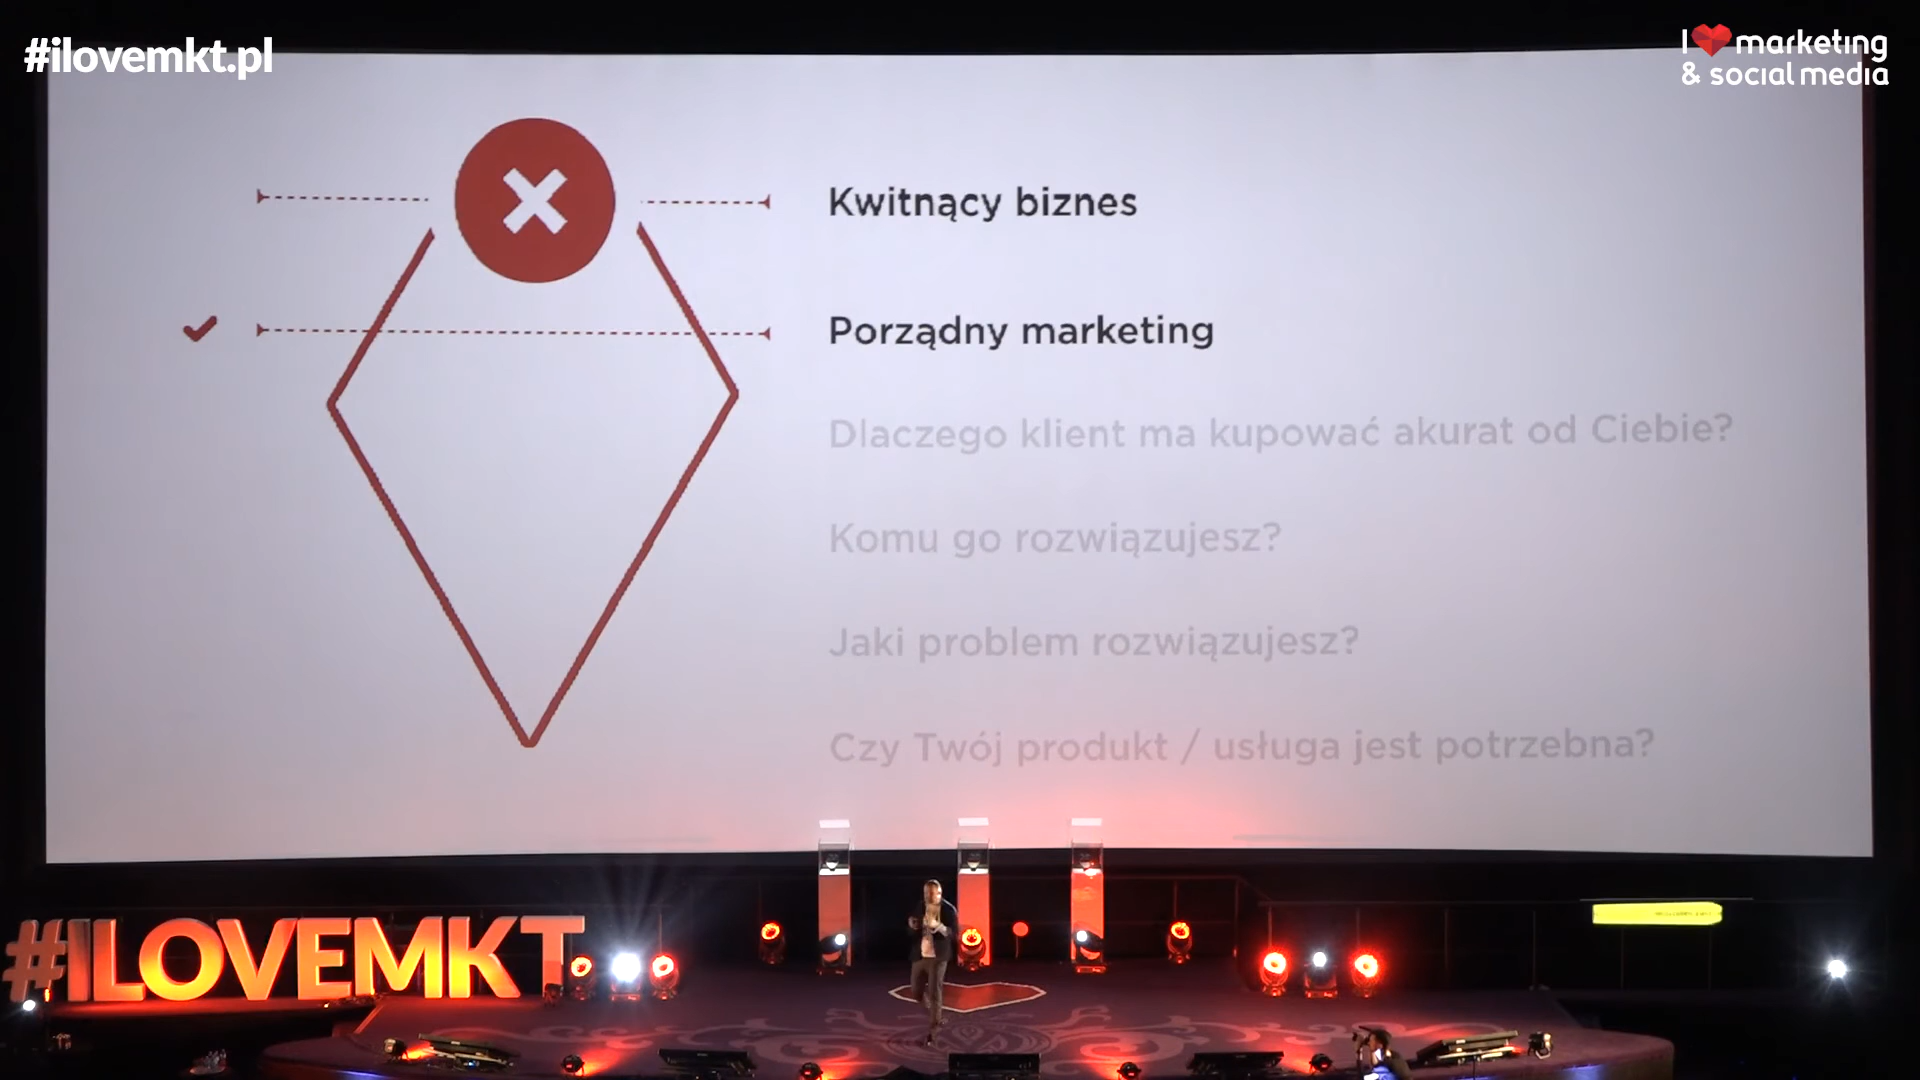 #ilovemkt.pl
I marketing
& social media
Kwitnący biznes
Porządny marketing
Dlaczego klient ma kupować akurat od Ciebie?
Komu go rozwiązujesz?
Jaki problem rozwiązujesz?
Czy Twój produkt / usługa jest potrzebna?
#ILOVEMKT